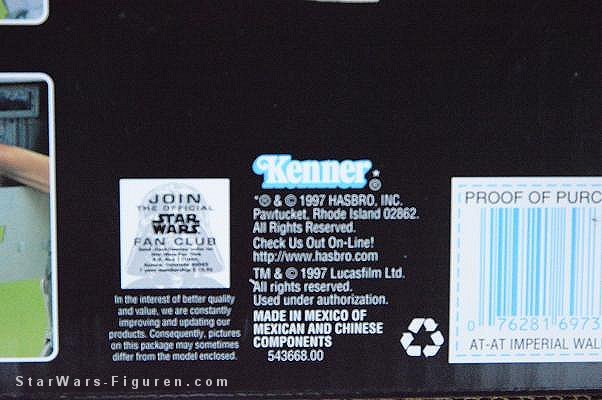 JOIN
THE OFFICIAL
STAR
WARS
FAN CLUB
In the interest of better quality
and value, we are constantly
improving and updating our
products. Consequently, pictures
on this package may sometimes
differ from the model enclosed.
Kenner
*® & © 1997 HASBRO, INC.
Pawtucket, Rhode Island 02862.
All Rights Reserved.
Check Us Out On-Line!
http://www.hasbro.com
TM & © 1997 Lucasfilm Ltd.
All rights reserved.
Used under authorization.
MADE IN MEXICO OF
MEXICAN AND CHINESE
COMPONENTS
543668.00
PROOF OF PURC
0 76281 6973
AT-AT IMPERIAL WAL
StarWars-Figuren.com